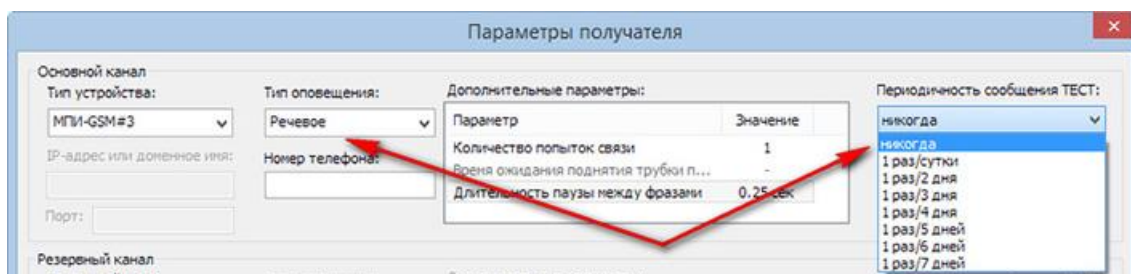 Параметры получателя
Основной канал
Тип устройства:
МПИ-GSM#3
IP-адрес или доменное имя:
Порт:
Тип оповещения:
Речевое
Номер телефона:
Дополнительные параметры:
Параметр Значение
Количество попыток связи 1
Время ожидания поднятия трубки п... -
Длительность паузы между фразами 0.25 сек
Периодичность сообщения ТЕСТ:
никогда
никогда
1 раз/сутки
1 раз/2 дня
1 раз/3 дня
1 раз/4 дня
1 раз/5 дней
1 раз/6 дней
1 раз/7 дней
Резервный канал